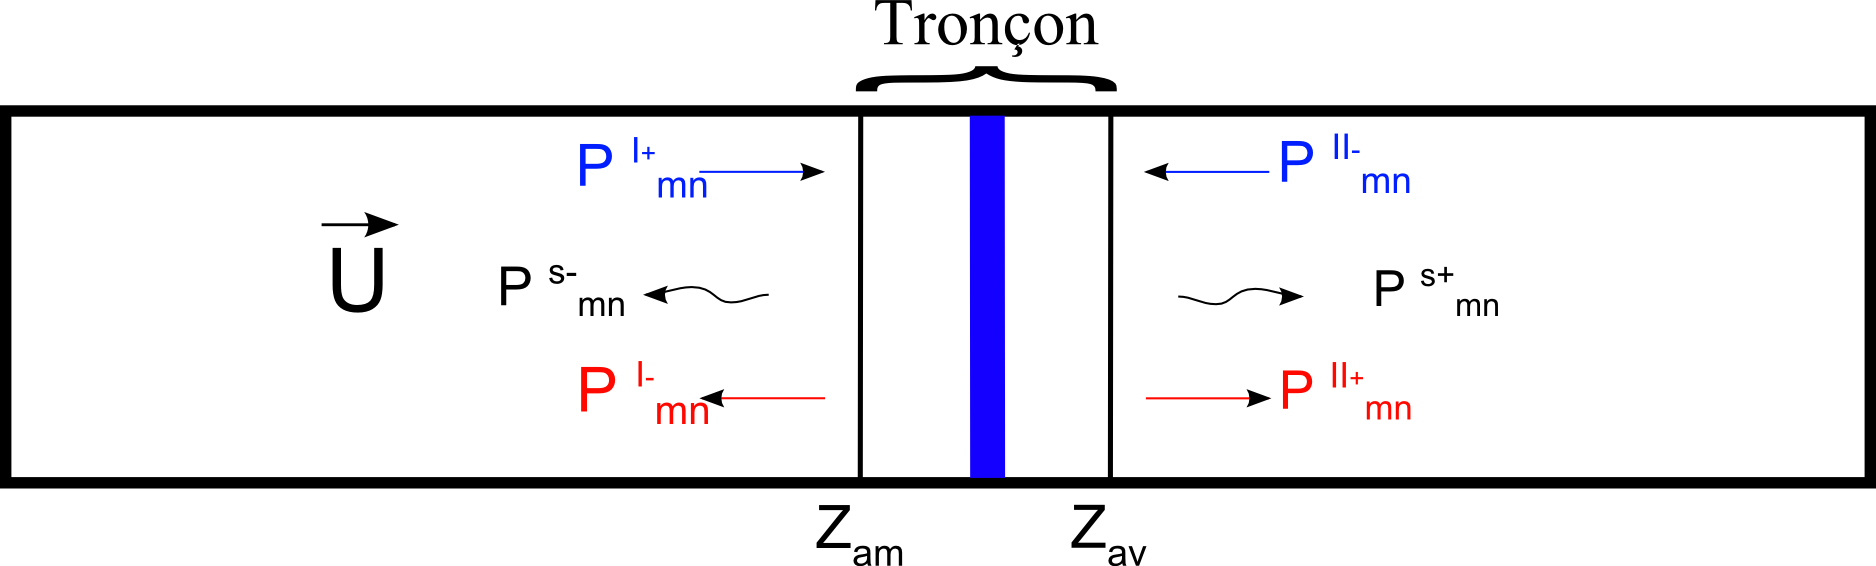 Tronçon
P I+ mn P II- mn
U
P s- mn P s+ mn
P I- mn P II+ mn
Z am Z av